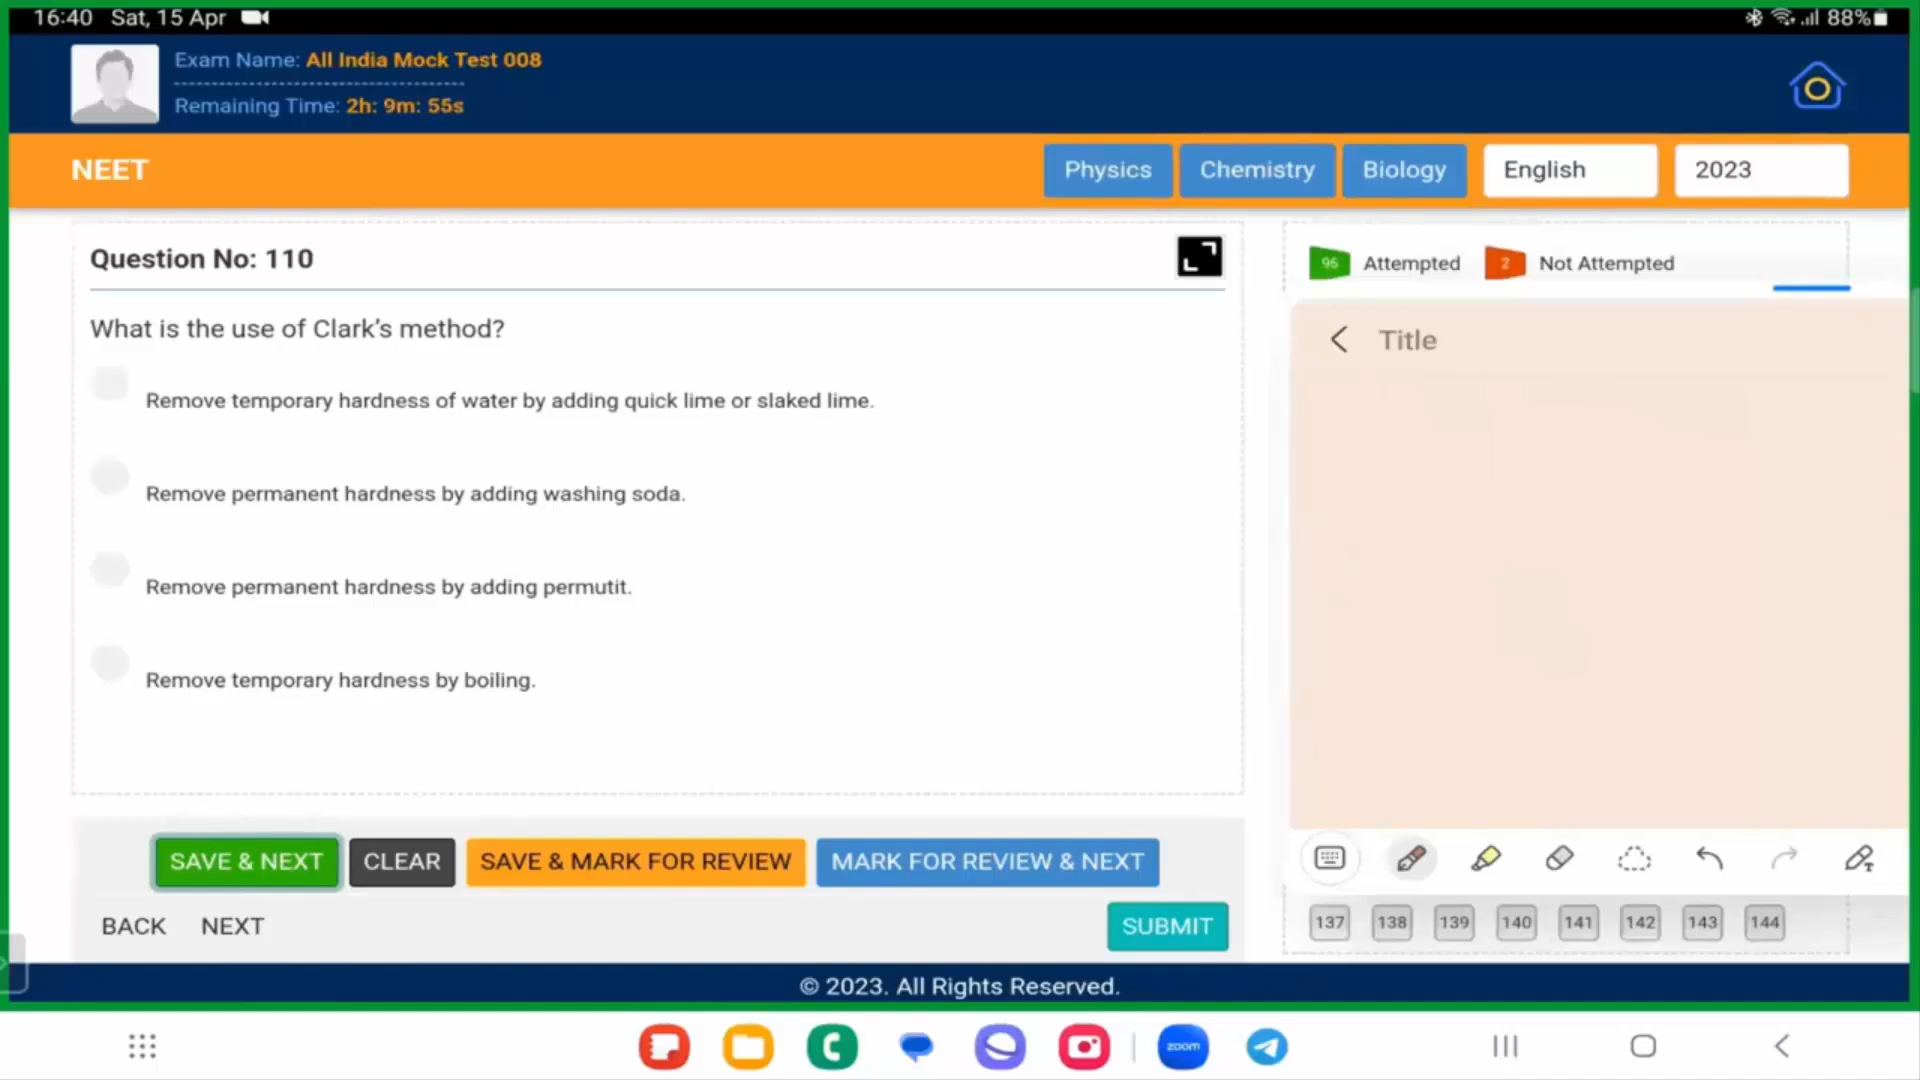 16:40 Sat, 15 Apr
88%
Exam Name: All India Mock Test 008
Remaining Time: 2h: 9m: 55s
NEET
Physics
Chemistry
Biology
English
2023
Question No: 110
96 Attempted
2 Not Attempted
What is the use of Clark's method?
Title
Remove temporary hardness of water by adding quick lime or slaked lime.
Remove permanent hardness by adding washing soda.
Remove permanent hardness by adding permutit.
Remove temporary hardness by boiling.
SAVE & NEXT
CLEAR
SAVE & MARK FOR REVIEW
MARK FOR REVIEW & NEXT
BACK
NEXT
SUBMIT
137 138 139 140 141 142 143 144
© 2023. All Rights Reserved.
zoom